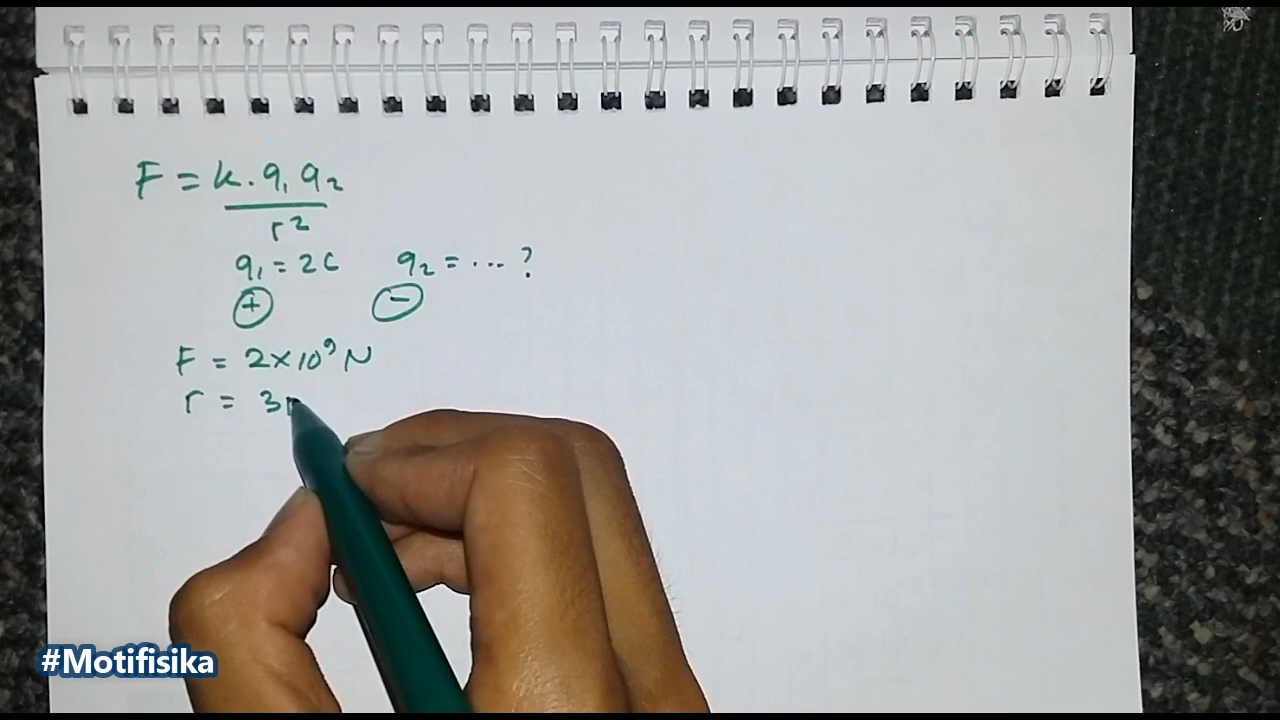 F = k . q₁ q₂
r²
q₁ = 2C q₂ = ... ?
+ −
F = 2×10⁹ N
r = 3
#Motifisika